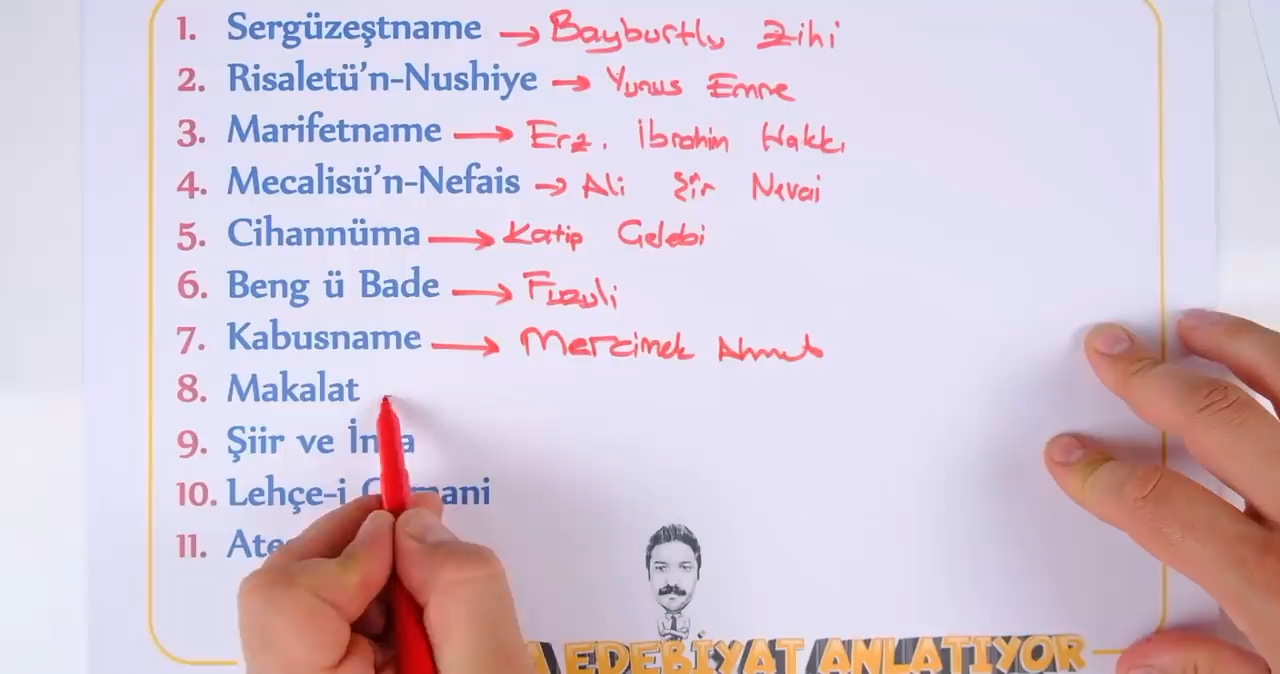 1. Sergüzeştname → Bayburtlu Zihi
2. Risaletü'n-Nushiye → Yunus Emre
3. Marifetname → Erz. İbrahim Hakkı
4. Mecalisü'n-Nefais → Ali Şîr Nevai
5. Cihannüma → Katip Çelebi
6. Beng ü Bade → Fuzuli
7. Kabusname → Mercimek Ahmet
8. Makalat
9. Şiir ve
10. Lehçe-i
11.
EDEBİYAT ANLATIYOR